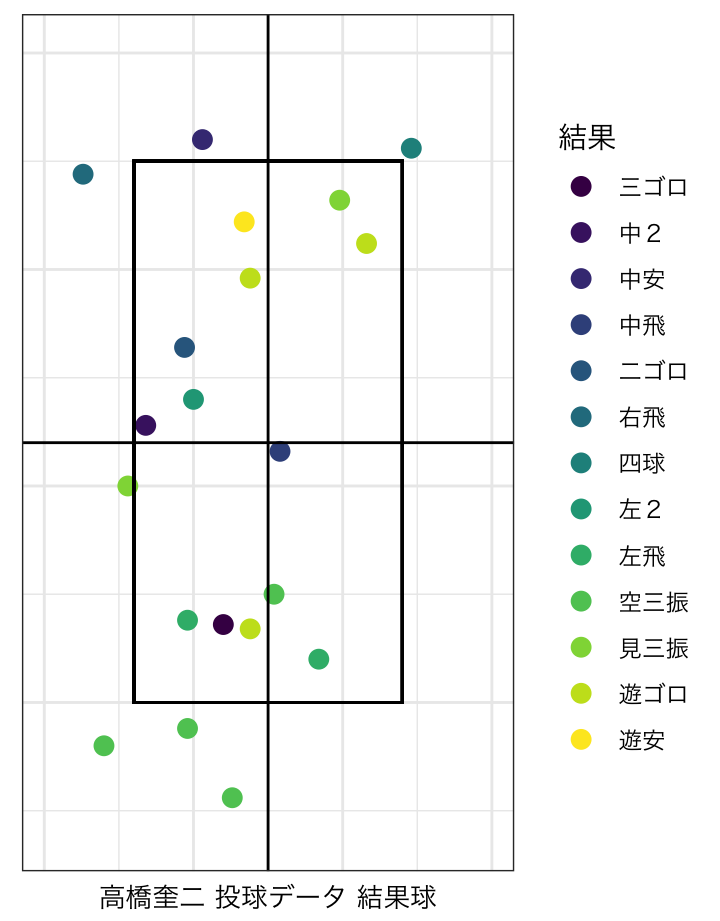 結果
三ゴロ
中２
中安
中飛
二ゴロ
右飛
四球
左２
左飛
空三振
見三振
遊ゴロ
遊安
高橋奎二 投球データ 結果球